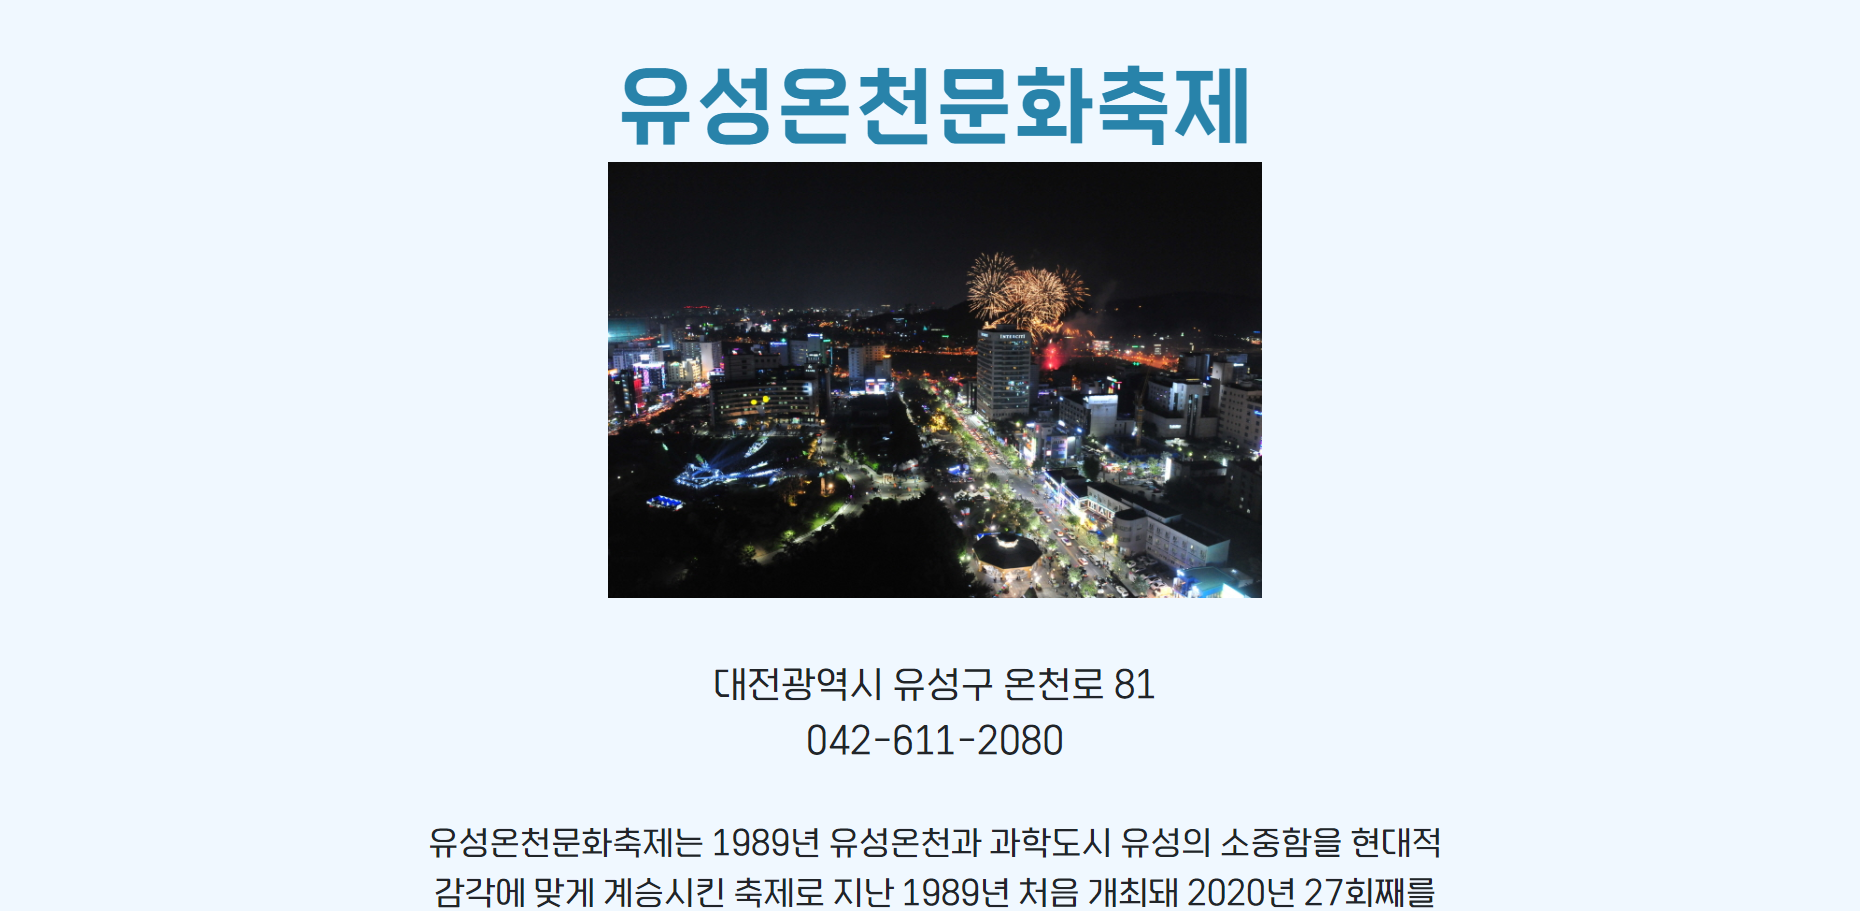 유성온천문화축제
대전광역시 유성구 온천로 81
042-611-2080
유성온천문화축제는 1989년 유성온천과 과학도시 유성의 소중함을 현대적
감각에 맞게 계승시킨 축제로 지난 1989년 처음 개최돼 2020년 27회째를